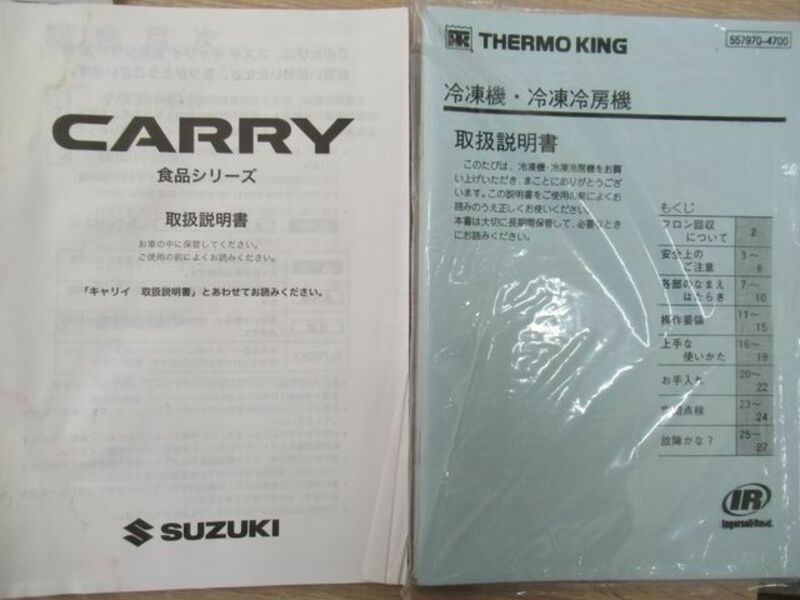 CARRY
食品シリーズ
取扱説明書
お車の中に保管してください。
ご使用の前によくお読みください。
「キャリイ 取扱説明書」とあわせてお読みください。
SUZUKI
THERMO KING
557970-4700
冷凍機・冷凍冷房機
取扱説明書
このたびは、冷凍機・冷凍冷房機をお買
い上げいただき、まことにありがとうござ
います。この説明書をご使用の前によくお
読みのうえ正しくお使いください。
本書は大切に長期間保管して、必要なとき
にお読みください。
もくじ
フロン回収
について 2
安全上の
ご注意 3〜6
各部のなまえ
はたらき 7〜10
操作要領 11〜15
上手な
使いかた 16〜19
お手入れ 20〜22
定期点検 23〜24
故障かな? 25〜27
IR
Ingersoll-Rand.